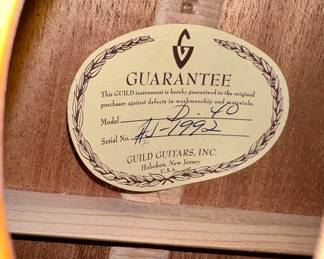 G
GUARANTEE
This GUILD instrument is hereby guaranteed to the original
purchaser against defects in workmanship and materials.
Model D-40
Serial No. AJ-1992
GUILD GUITARS, INC.
Hoboken, New Jersey
U.S.A.